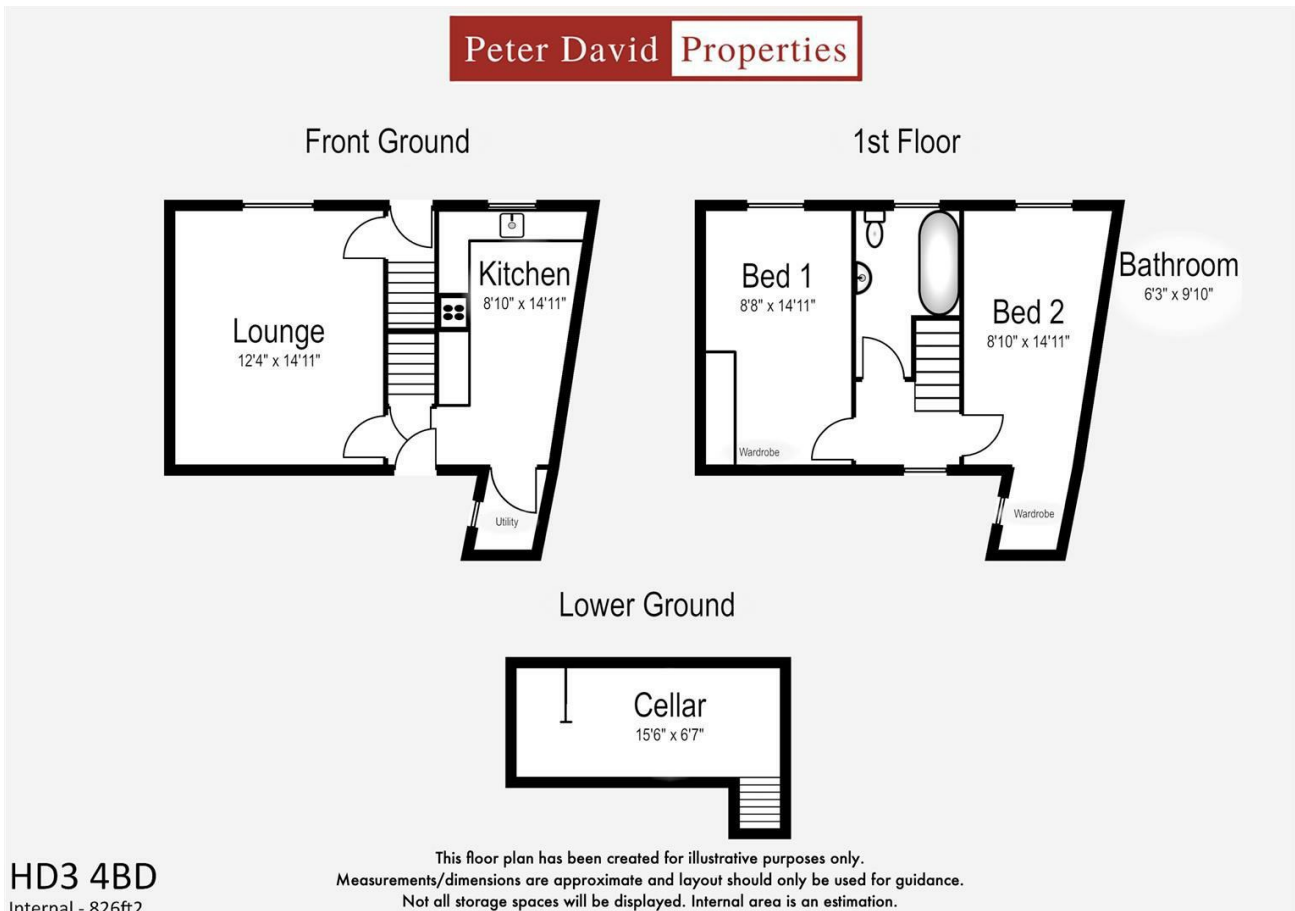 Peter David Properties
Front Ground
1st Floor
Lounge
12'4" x 14'11"
Kitchen
8'10" x 14'11"
Utility
Bed 1
8'8" x 14'11"
Wardrobe
Bed 2
8'10" x 14'11"
Wardrobe
Bathroom
6'3" x 9'10"
Lower Ground
Cellar
15'6" x 6'7"
HD3 4BD
Internal - 826ft2
This floor plan has been created for illustrative purposes only.
Measurements/dimensions are approximate and layout should only be used for guidance.
Not all storage spaces will be displayed. Internal area is an estimation.